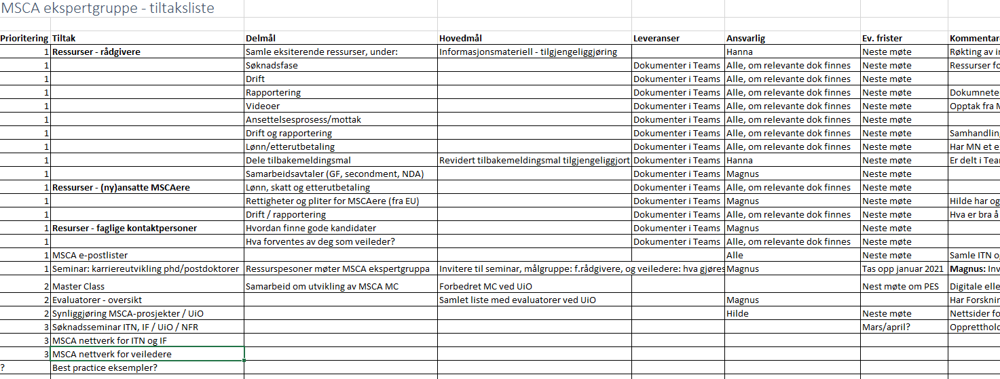 MSCA ekspertgruppe - tiltaksliste
Prioritering Tiltak Delmål Hovedmål Leveranser Ansvarlig Ev. frister Kommentar
1 Ressurser - rådgivere Samle eksiterende ressurser, under: Informasjonsmateriell - tilgjengeliggjøring Hanna Neste møte Røkting av i
1 Søknadsfase Dokumenter i Teams Alle, om relevante dok finnes Neste møte Ressurser fo
1 Drift Dokumenter i Teams Alle, om relevante dok finnes Neste møte
1 Rapportering Dokumenter i Teams Alle, om relevante dok finnes Neste møte Dokumnete
1 Videoer Dokumenter i Teams Alle, om relevante dok finnes Neste møte Opptak fra M
1 Ansettelsesprosess/mottak Dokumenter i Teams Alle, om relevante dok finnes Neste møte
1 Drift og rapportering Dokumenter i Teams Alle, om relevante dok finnes Neste møte Samhandlin
1 Lønn/etterutbetaling Dokumenter i Teams Alle, om relevante dok finnes Neste møte Har MN et e
1 Dele tilbakemeldingsmal Revidert tilbakemeldingsmal tilgjengeliggjort Dokumenter i Teams Hanna Neste møte Er delt i Tea
1 Samarbeidsavtaler (GF, secondment, NDA) Dokumenter i Teams Magnus Neste møte
1 Ressurser - (ny)ansatte MSCAere Lønn, skatt og etterutbetaling Dokumenter i Teams Alle, om relevante dok finnes Neste møte
1 Rettigheter og pliter for MSCAere (fra EU) Dokumenter i Teams Magnus Neste møte Hilde har og
1 Drift / rapportering Dokumenter i Teams Alle, om relevante dok finnes Neste møte Hva er bra å
1 Resurser - faglige kontaktpersoner Hvordan finne gode kandidater Dokumenter i Teams Magnus Neste møte
1 Hva forventes av deg som veileder? Dokumenter i Teams Alle, om relevante dok finnes Neste møte
1 MSCA e-postlister Alle Neste møte Samle ITN o
1 Seminar: karriereutvikling phd/postdoktorer Ressurspesoner møter MSCA ekspertgruppa Invitere til seminar, målgruppe: f.rådgivere, og veiledere: hva gjøres Magnus Tas opp januar 2021 Magnus: Inv
2 Master Class Samarbeid om utvikling av MSCA MC Forbedret MC ved UiO Nest møte om PES Digitale elle
2 Evaluatorer - oversikt Samlet liste med evaluatorer ved UiO Magnus Har Forsknin
2 Synliggjøring MSCA-prosjekter / UiO Hilde Neste møte Nettsider fo
3 Søknadsseminar ITN, IF / UiO / NFR Mars/april? Oppretthold
3 MSCA nettverk for ITN og IF
3 MSCA nettverk for veiledere
? Best practice eksempler?